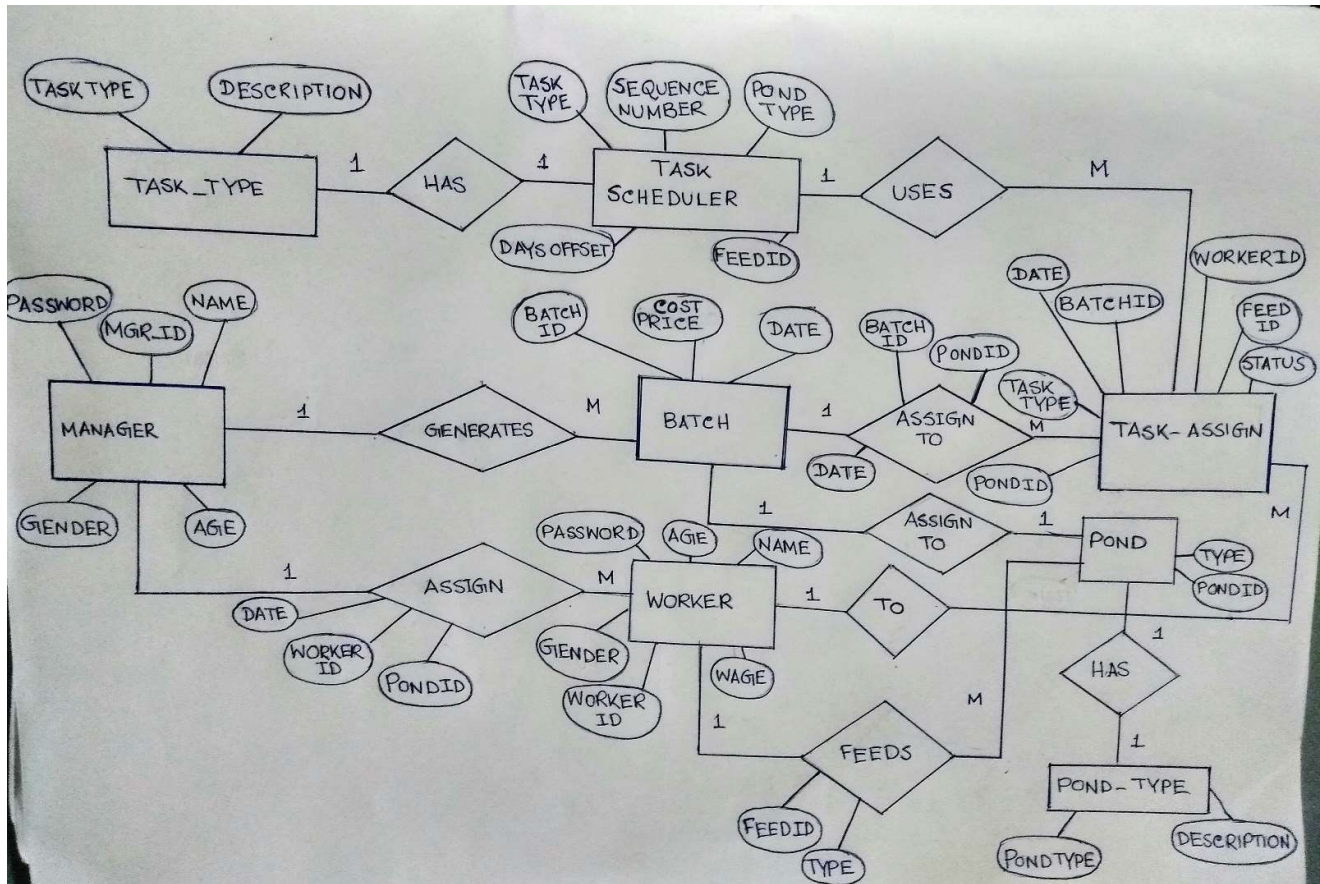 TASK TYPE
DESCRIPTION
TASK
TYPE
SEQUENCE
NUMBER
POND
TYPE
TASK_TYPE
1
HAS
1
TASK
SCHEDULER
1
USES
M
DAYS OFFSET
FEEDID
PASSWORD
MGR_ID
NAME
BATCH
ID
COST
PRICE
DATE
BATCH
ID
PONDID
DATE
BATCHID
WORKERID
FEED
ID
STATUS
TASK
TYPE
MANAGER
1
GENERATES
M
BATCH
1
ASSIGN
TO
M
TASK-ASSIGN
DATE
PONDID
GENDER
AGE
1
ASSIGN
TO
1
POND
M
TYPE
PONDID
PASSWORD
AGE
NAME
1
ASSIGN
M
WORKER
1
TO
DATE
WORKER
ID
PONDID
GENDER
WORKER
ID
WAGE
1
HAS
1
1
FEEDS
M
POND-TYPE
FEEDID
TYPE
PONDTYPE
DESCRIPTION